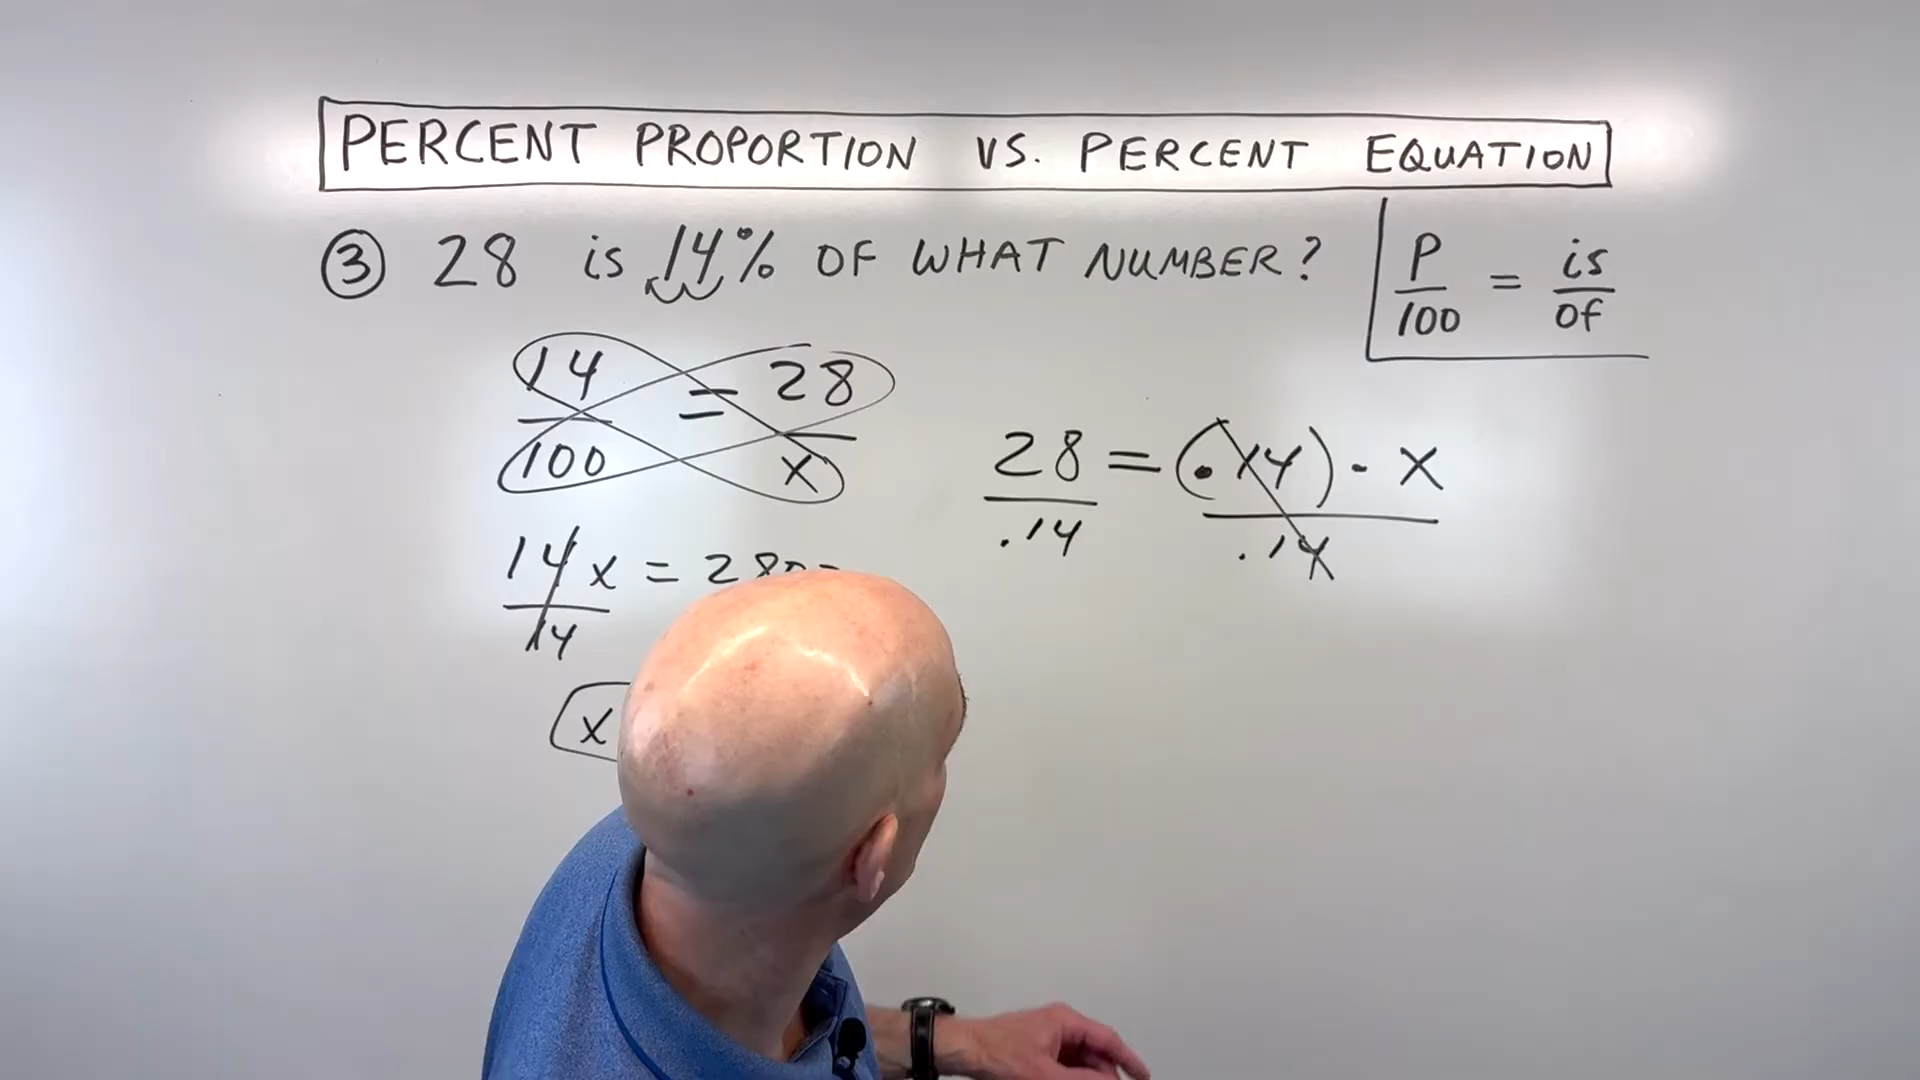 PERCENT PROPORTION VS. PERCENT EQUATION
③ 28 is 14% OF WHAT NUMBER?
P/100 = is/of
14/100 = 28/x
28/.14 = (.14) · x/.14
14x/14 = 280
x